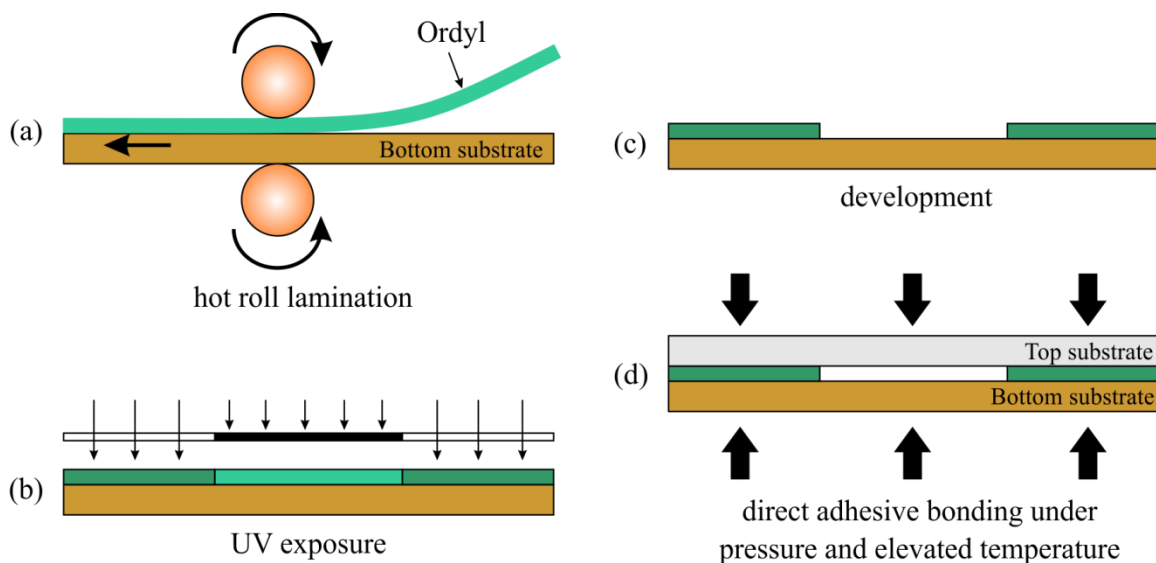 Ordyl
(a)
Bottom substrate
hot roll lamination
(b)
UV exposure
(c)
development
(d)
Top substrate
Bottom substrate
direct adhesive bonding under
pressure and elevated temperature